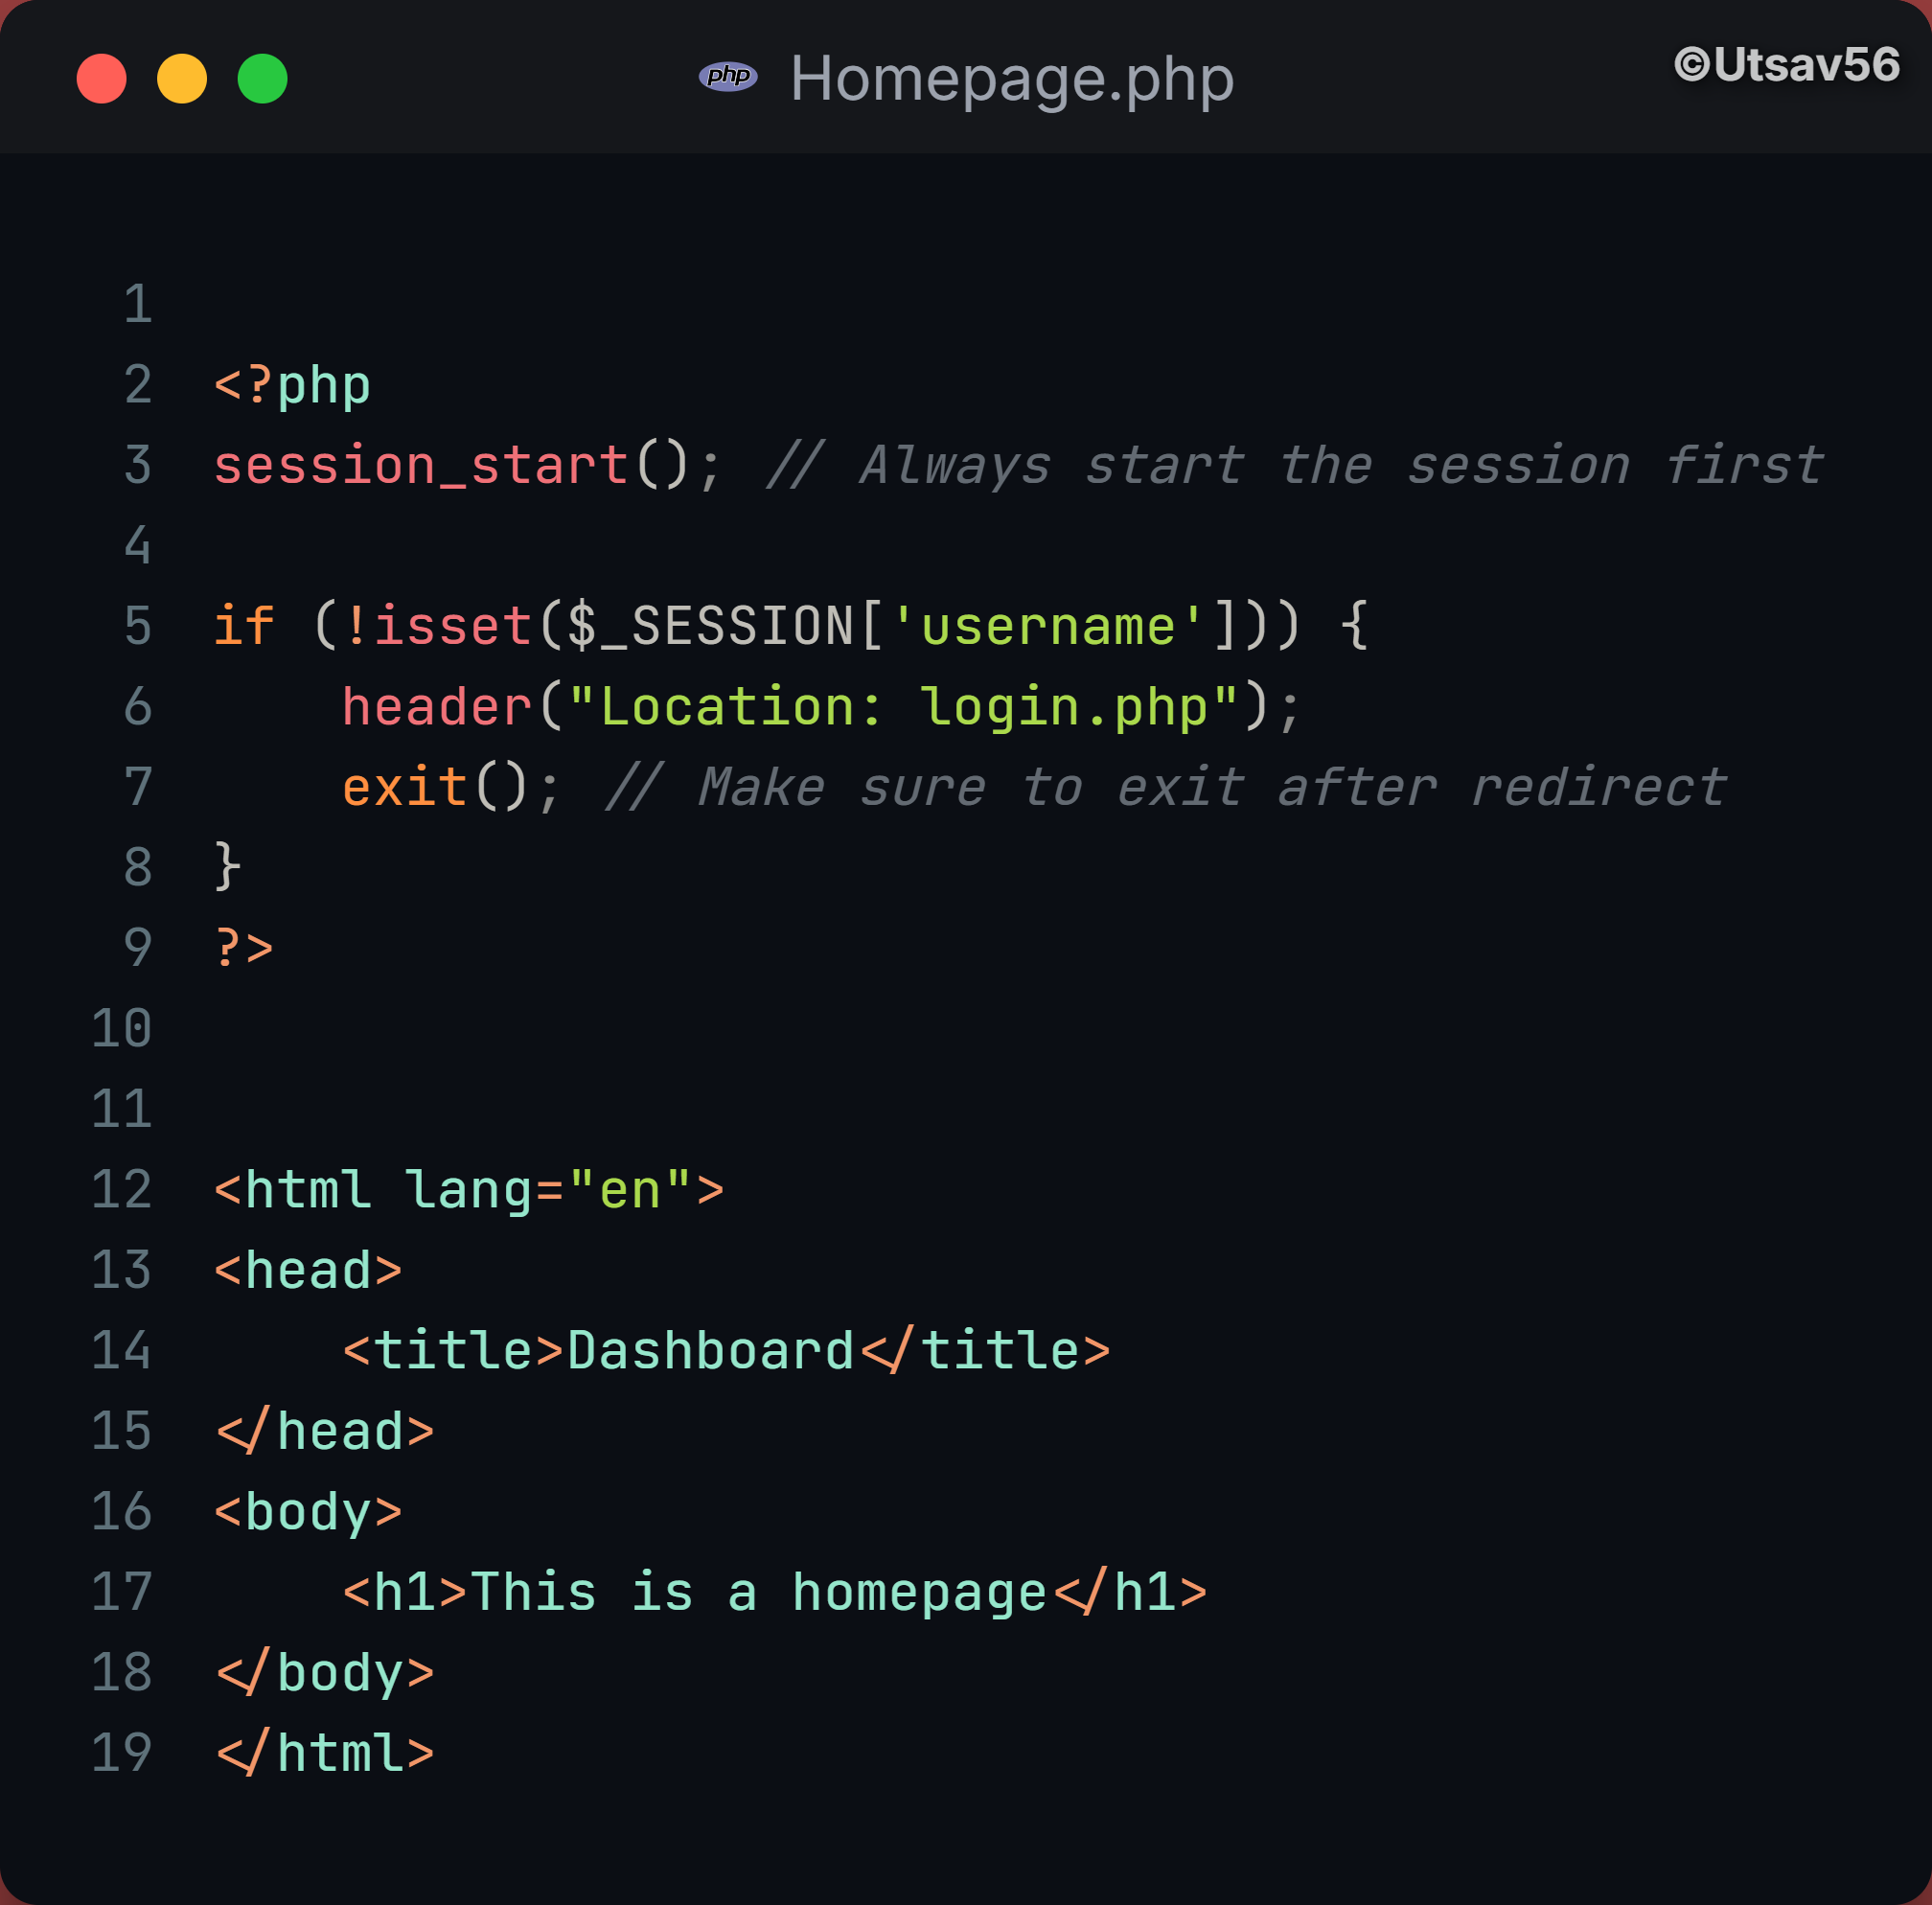 php Homepage.php ©Utsav56
1
2 <?php
3 session_start(); // Always start the session first
4
5 if (!isset($_SESSION['username'])) {
6     header("Location: login.php");
7     exit(); // Make sure to exit after redirect
8 }
9 ?>
10
11
12 <html lang="en">
13 <head>
14     <title>Dashboard</title>
15 </head>
16 <body>
17     <h1>This is a homepage</h1>
18 </body>
19 </html>